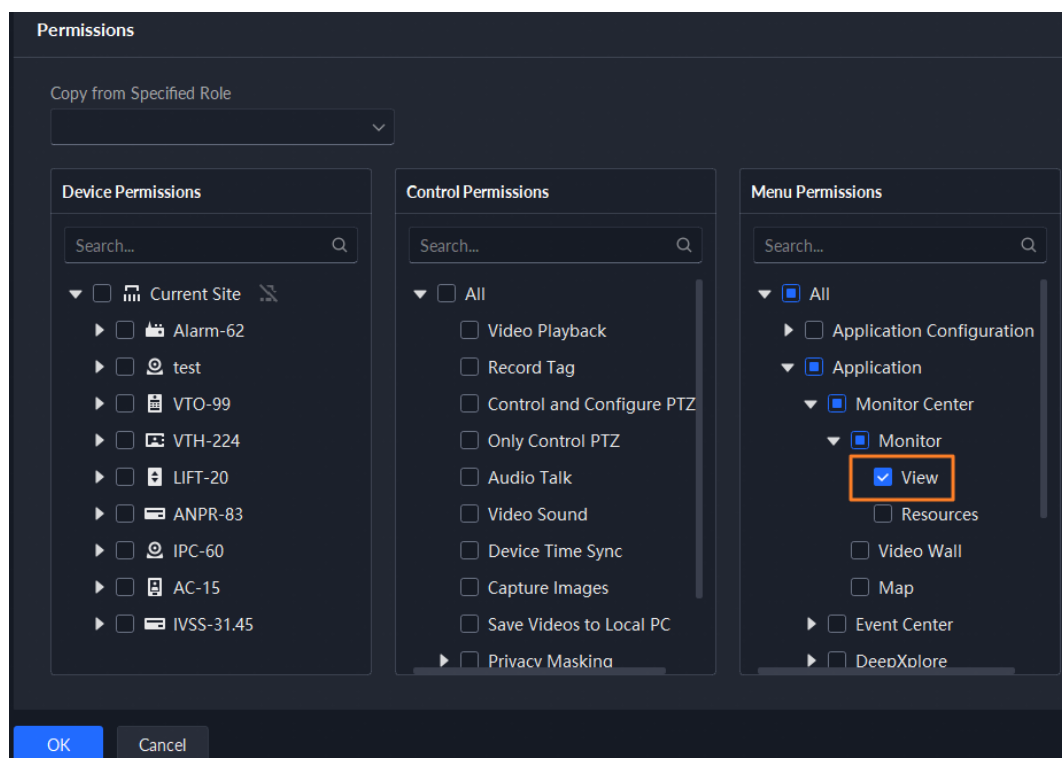 Permissions
Copy from Specified Role
Device Permissions
Search...
Current Site
Alarm-62
test
VTO-99
VTH-224
LIFT-20
ANPR-83
IPC-60
AC-15
IVSS-31.45
Control Permissions
Search...
All
Video Playback
Record Tag
Control and Configure PTZ
Only Control PTZ
Audio Talk
Video Sound
Device Time Sync
Capture Images
Save Videos to Local PC
Privacy Masking
Menu Permissions
Search...
All
Application Configuration
Application
Monitor Center
Monitor
View
Resources
Video Wall
Map
Event Center
DeepXplore
OK
Cancel